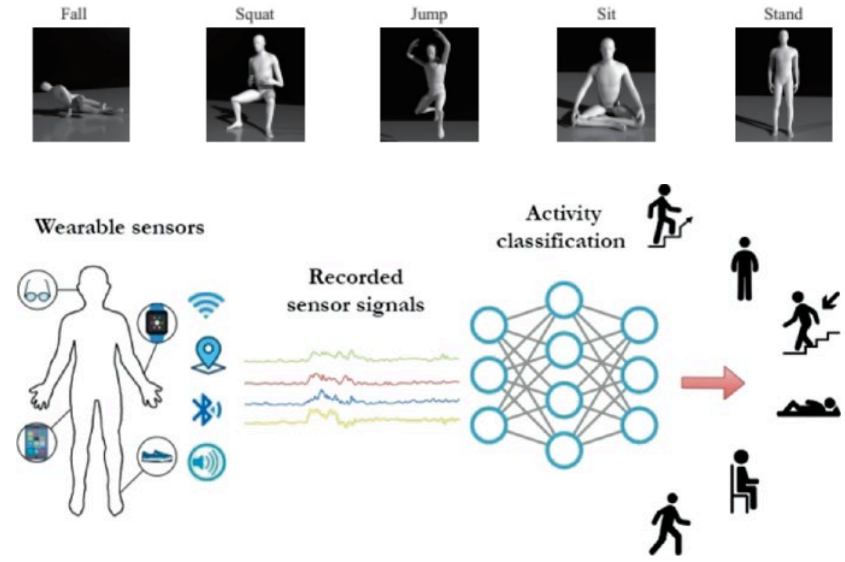 Fall
Squat
Jump
Sit
Stand
Wearable sensors
Recorded
sensor signals
Activity
classification